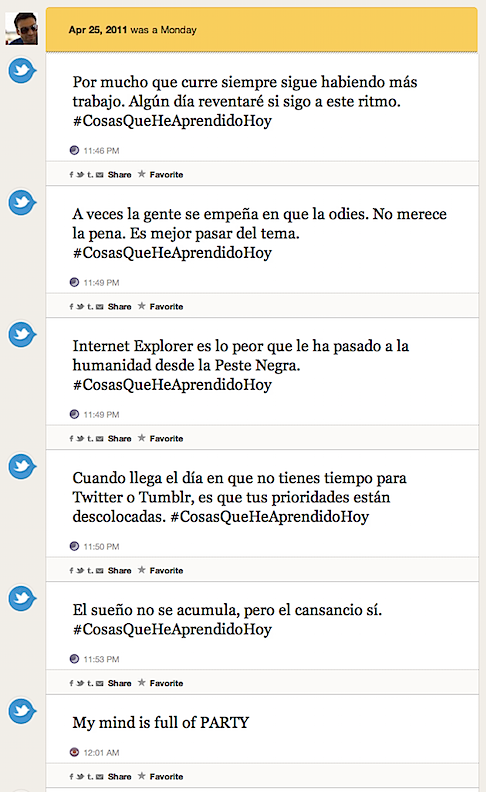 Apr 25, 2011 was a Monday
Por mucho que curre siempre sigue habiendo más
trabajo. Algún día reventaré si sigo a este ritmo.
#CosasQueHeAprendidoHoy
11:46 PM
f t. Share ★ Favorite
A veces la gente se empeña en que la odies. No merece
la pena. Es mejor pasar del tema.
#CosasQueHeAprendidoHoy
11:49 PM
f t. Share ★ Favorite
Internet Explorer es lo peor que le ha pasado a la
humanidad desde la Peste Negra.
#CosasQueHeAprendidoHoy
11:49 PM
f t. Share ★ Favorite
Cuando llega el día en que no tienes tiempo para
Twitter o Tumblr, es que tus prioridades están
descolocadas. #CosasQueHeAprendidoHoy
11:50 PM
f t. Share ★ Favorite
El sueño no se acumula, pero el cansancio sí.
#CosasQueHeAprendidoHoy
11:53 PM
f t. Share ★ Favorite
My mind is full of PARTY
12:01 AM
f t. Share ★ Favorite